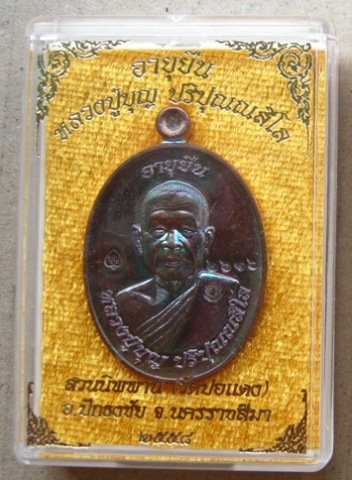 อายุยืน
หลวงปู่บุญ ปริปุณฺณสีโล
อายุยืน
หลวงปู่บุญ ปริปุณฺณสีโล
สวนนิพพาน (วัดปอแดง)
อ.ปักธงชัย จ.นครราชสีมา
๒๕๕๘